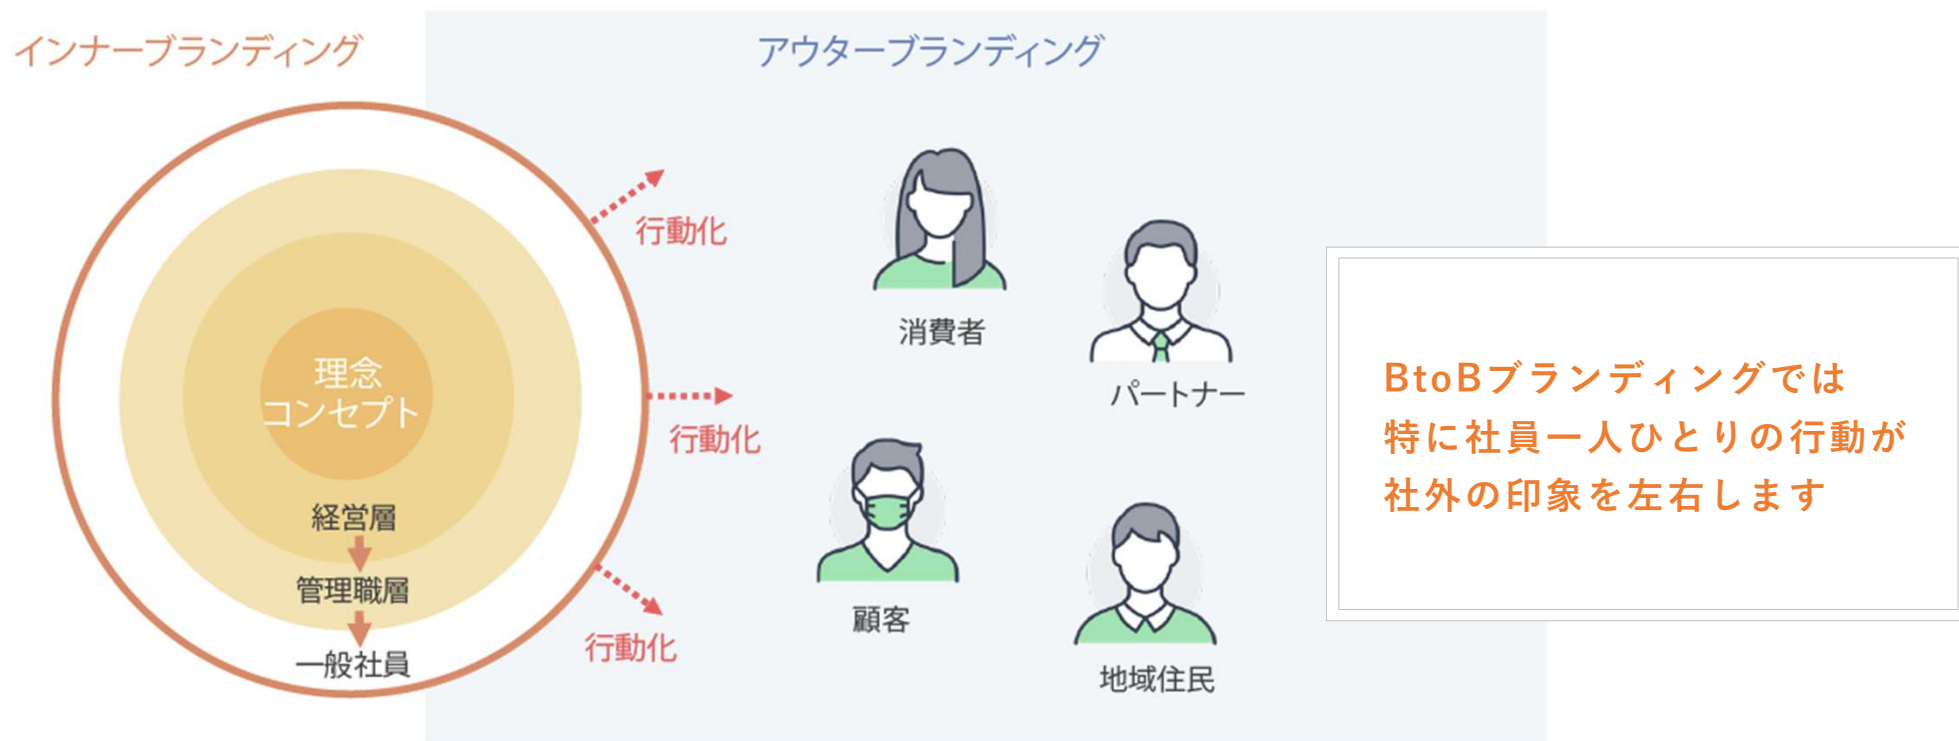 インナーブランディング
アウターブランディング
理念
コンセプト
経営層
管理職層
一般社員
行動化
行動化
行動化
消費者
パートナー
顧客
地域住民
BtoBブランディングでは
特に社員一人ひとりの行動が
社外の印象を左右します